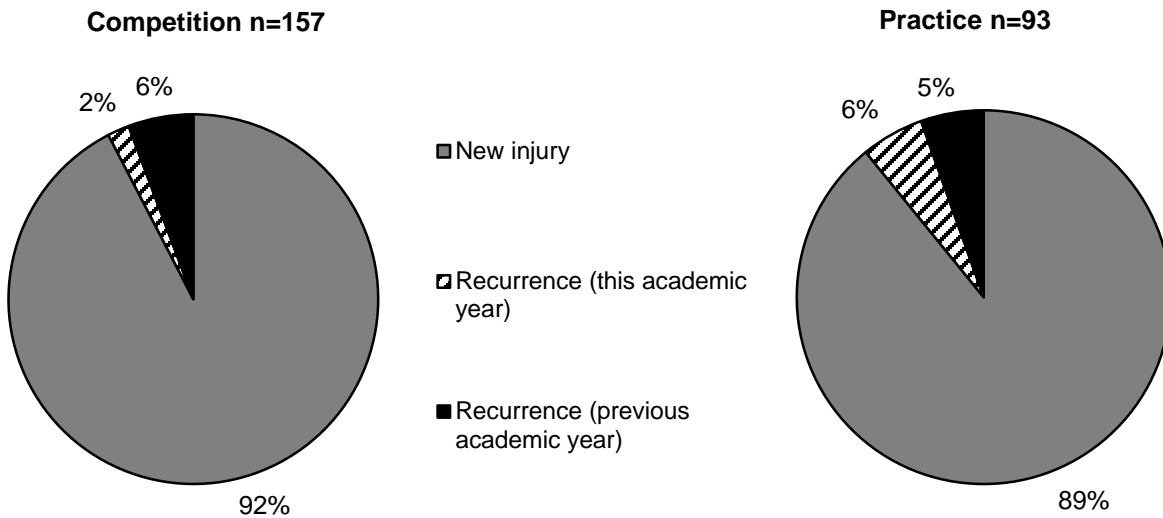 Competition n=157
2%
6%
92%
New injury
Recurrence (this academic
year)
Recurrence (previous
academic year)
Practice n=93
6%
5%
89%